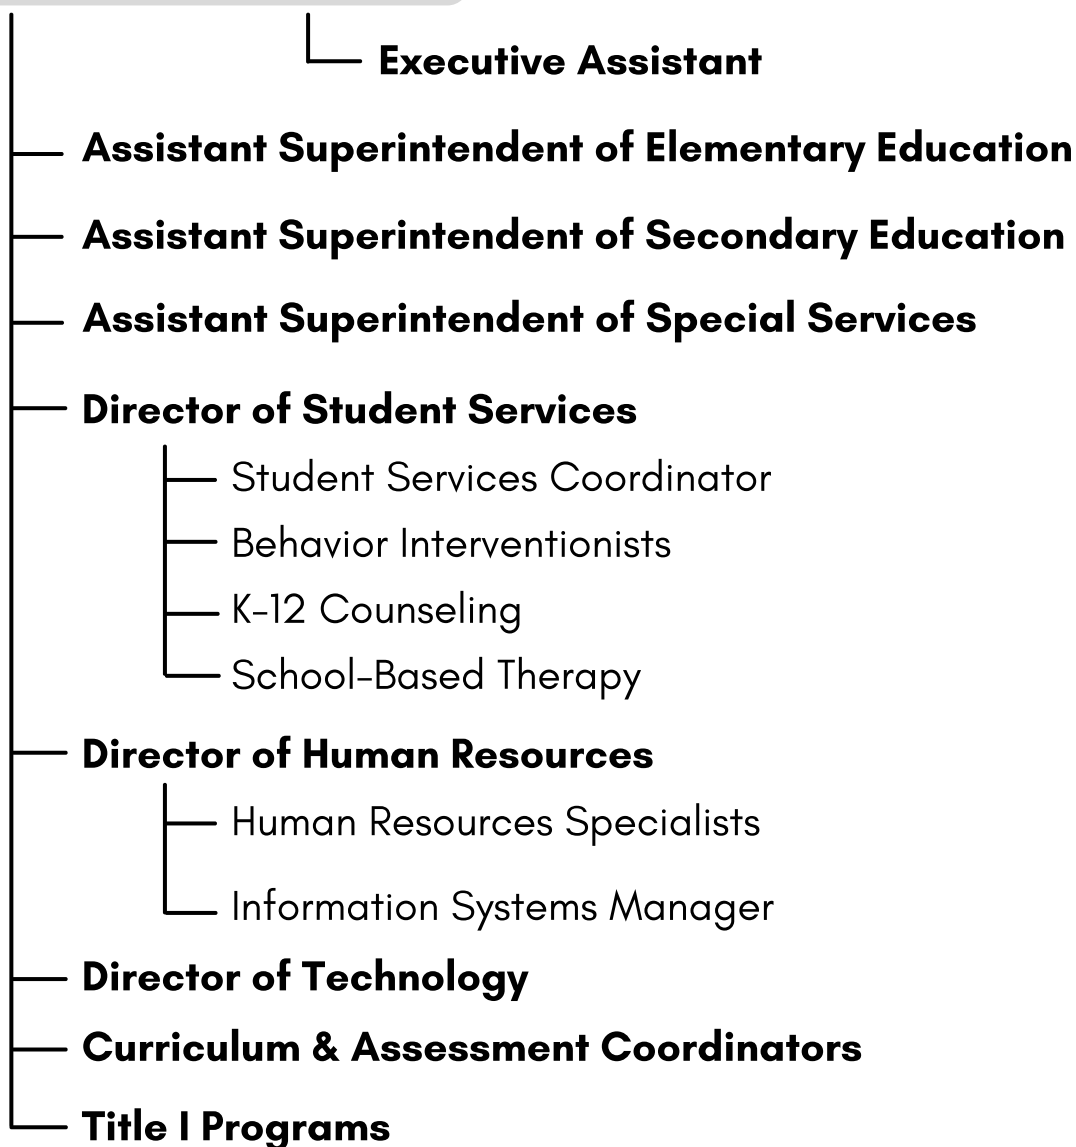 Executive Assistant
Assistant Superintendent of Elementary Education
Assistant Superintendent of Secondary Education
Assistant Superintendent of Special Services
Director of Student Services
Student Services Coordinator
Behavior Interventionists
K-12 Counseling
School-Based Therapy
Director of Human Resources
Human Resources Specialists
Information Systems Manager
Director of Technology
Curriculum & Assessment Coordinators
Title I Programs